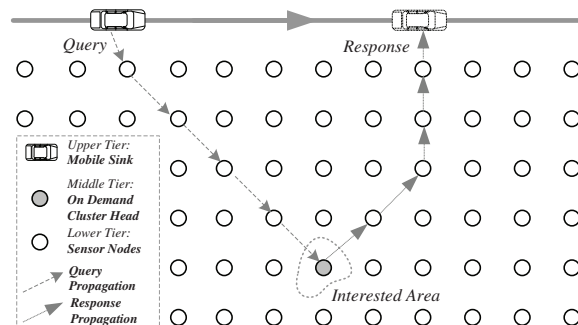 Query
Response
Upper Tier:
Mobile Sink
Middle Tier:
On Demand
Cluster Head
Lower Tier:
Sensor Nodes
Query
Propagation
Response
Propagation
Interested Area